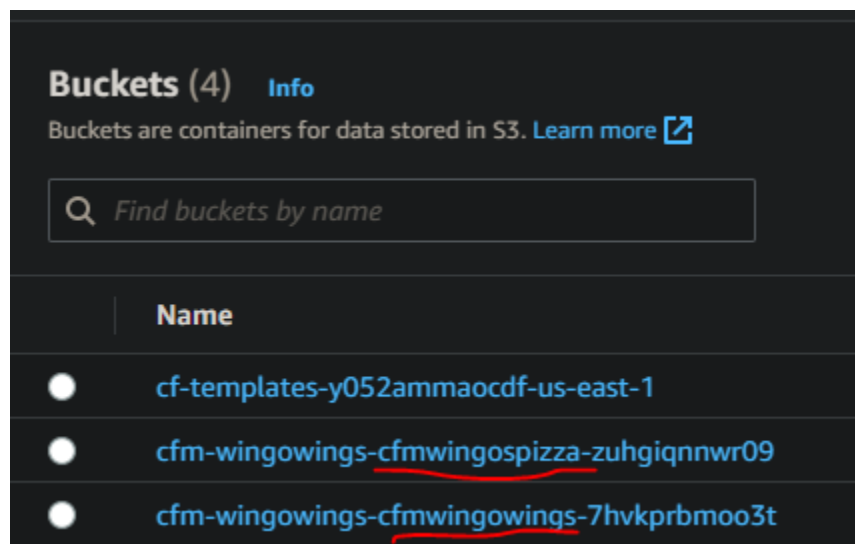 Buckets (4) Info
Buckets are containers for data stored in S3. Learn more
Find buckets by name
Name
cf-templates-y052ammaocdf-us-east-1
cfm-wingowings-cfmwingospizza-zuhgiqnnwr09
cfm-wingowings-cfmwingowings-7hvkprbmoo3t